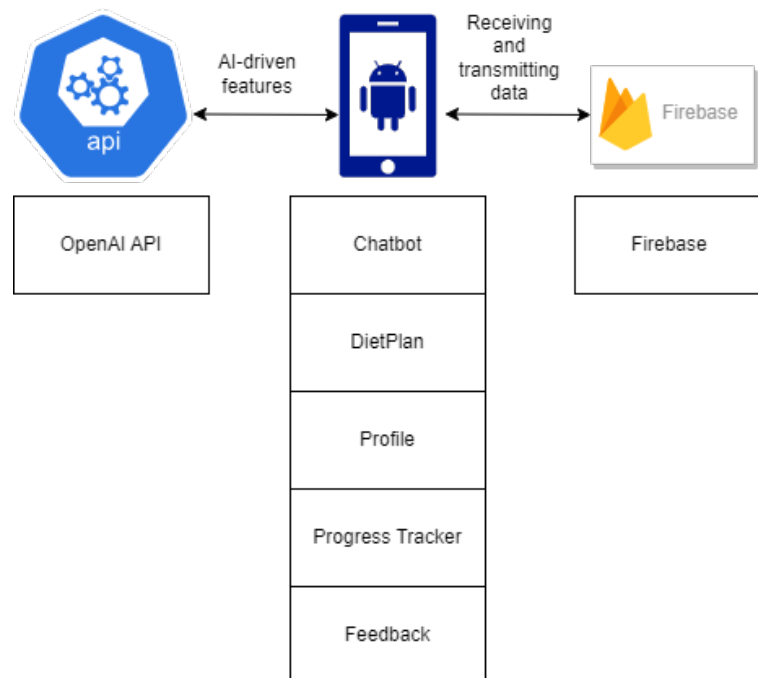 AI-driven
features
Receiving
and
transmitting
data
api
Firebase
OpenAI API
Chatbot
Firebase
DietPlan
Profile
Progress Tracker
Feedback